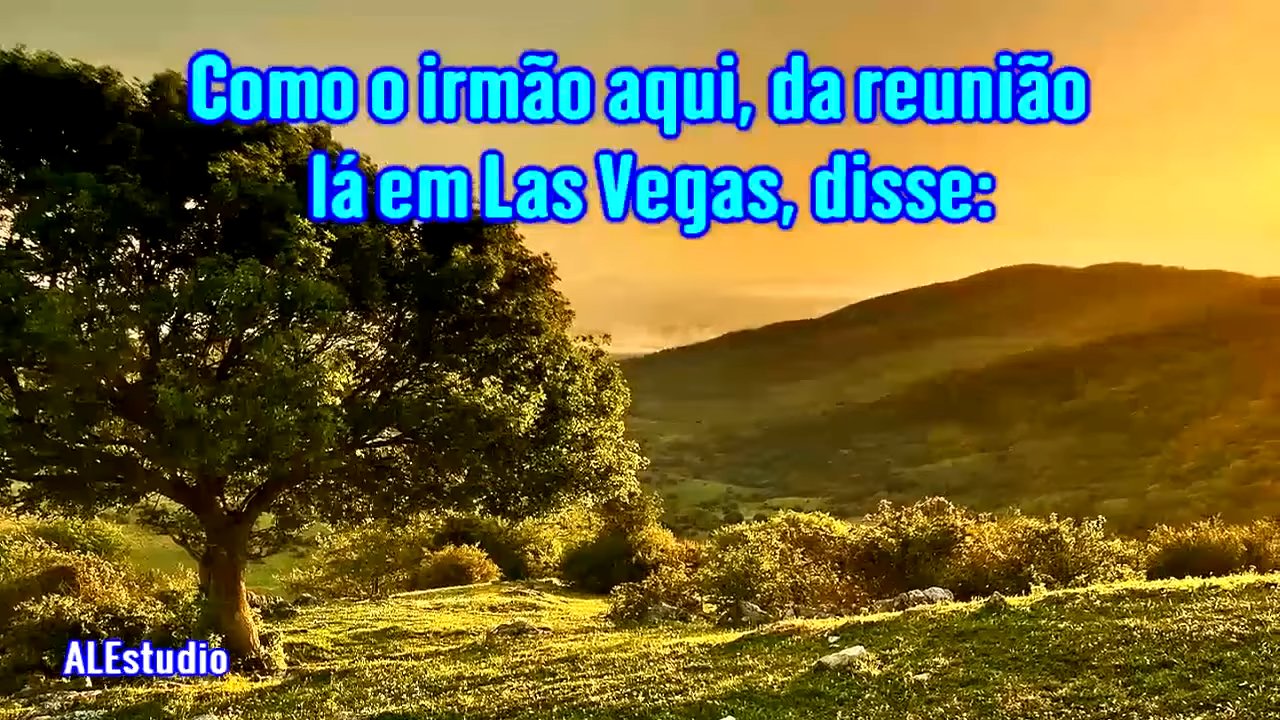 Como o irmão aqui, da reunião
lá em Las Vegas, disse:
ALEstudio